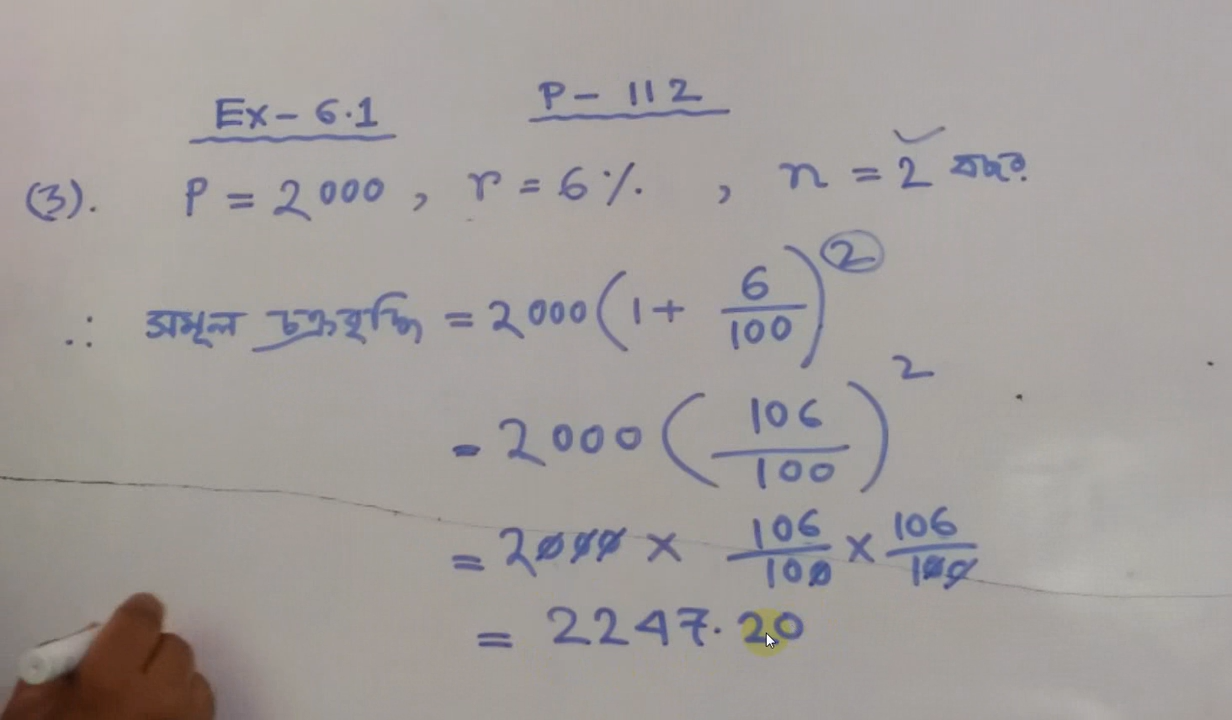 Ex - 6.1 P - 112
(3). P = 2000 , r = 6 % , n = 2 বছর.
∴ সমূল চক্রবৃদ্ধি = 2000 ( 1 + 6/100 )²
= 2000 ( 106/100 )²
= 2000 × 106/100 × 106/100
= 2247.20